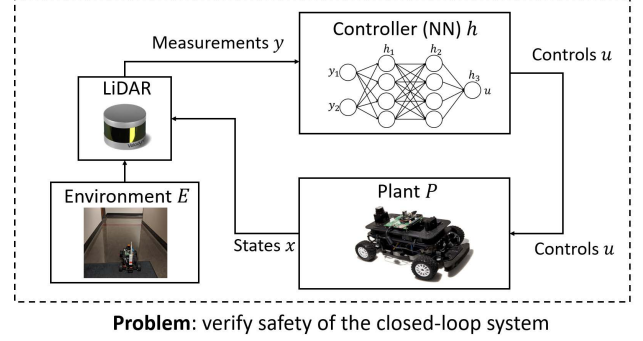 Controller (NN) h
Measurements y
h₁
h₂
h₃
y₁
y₂
u
Controls u
LiDAR
Environment E
Plant P
States x
Controls u
Problem: verify safety of the closed-loop system